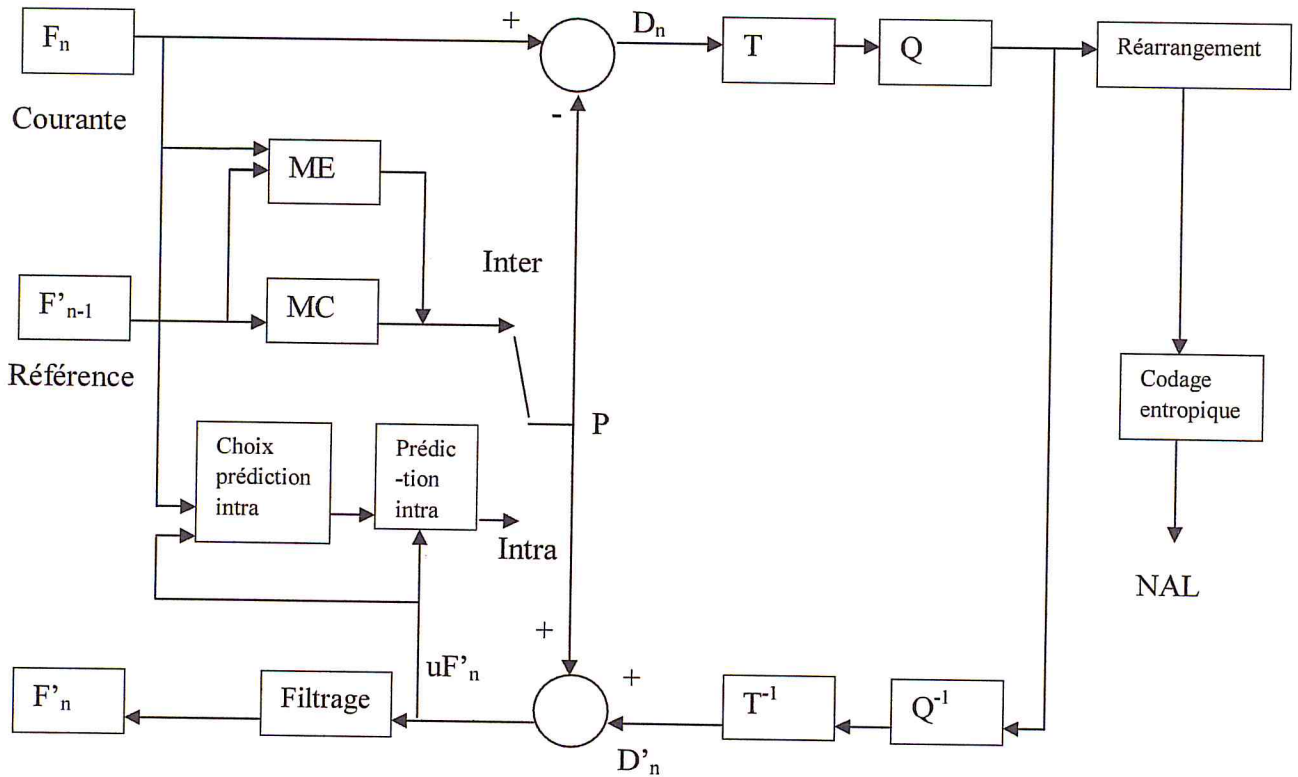 Fn
Courante
+
-
Dn
T
Q
Réarrangement
ME
Inter
F'n-1
MC
Référence
P
Codage
entropique
Choix
prédiction
intra
Prédic
-tion
intra
Intra
NAL
+
+
uF'n
F'n
Filtrage
D'n
T-1
Q-1